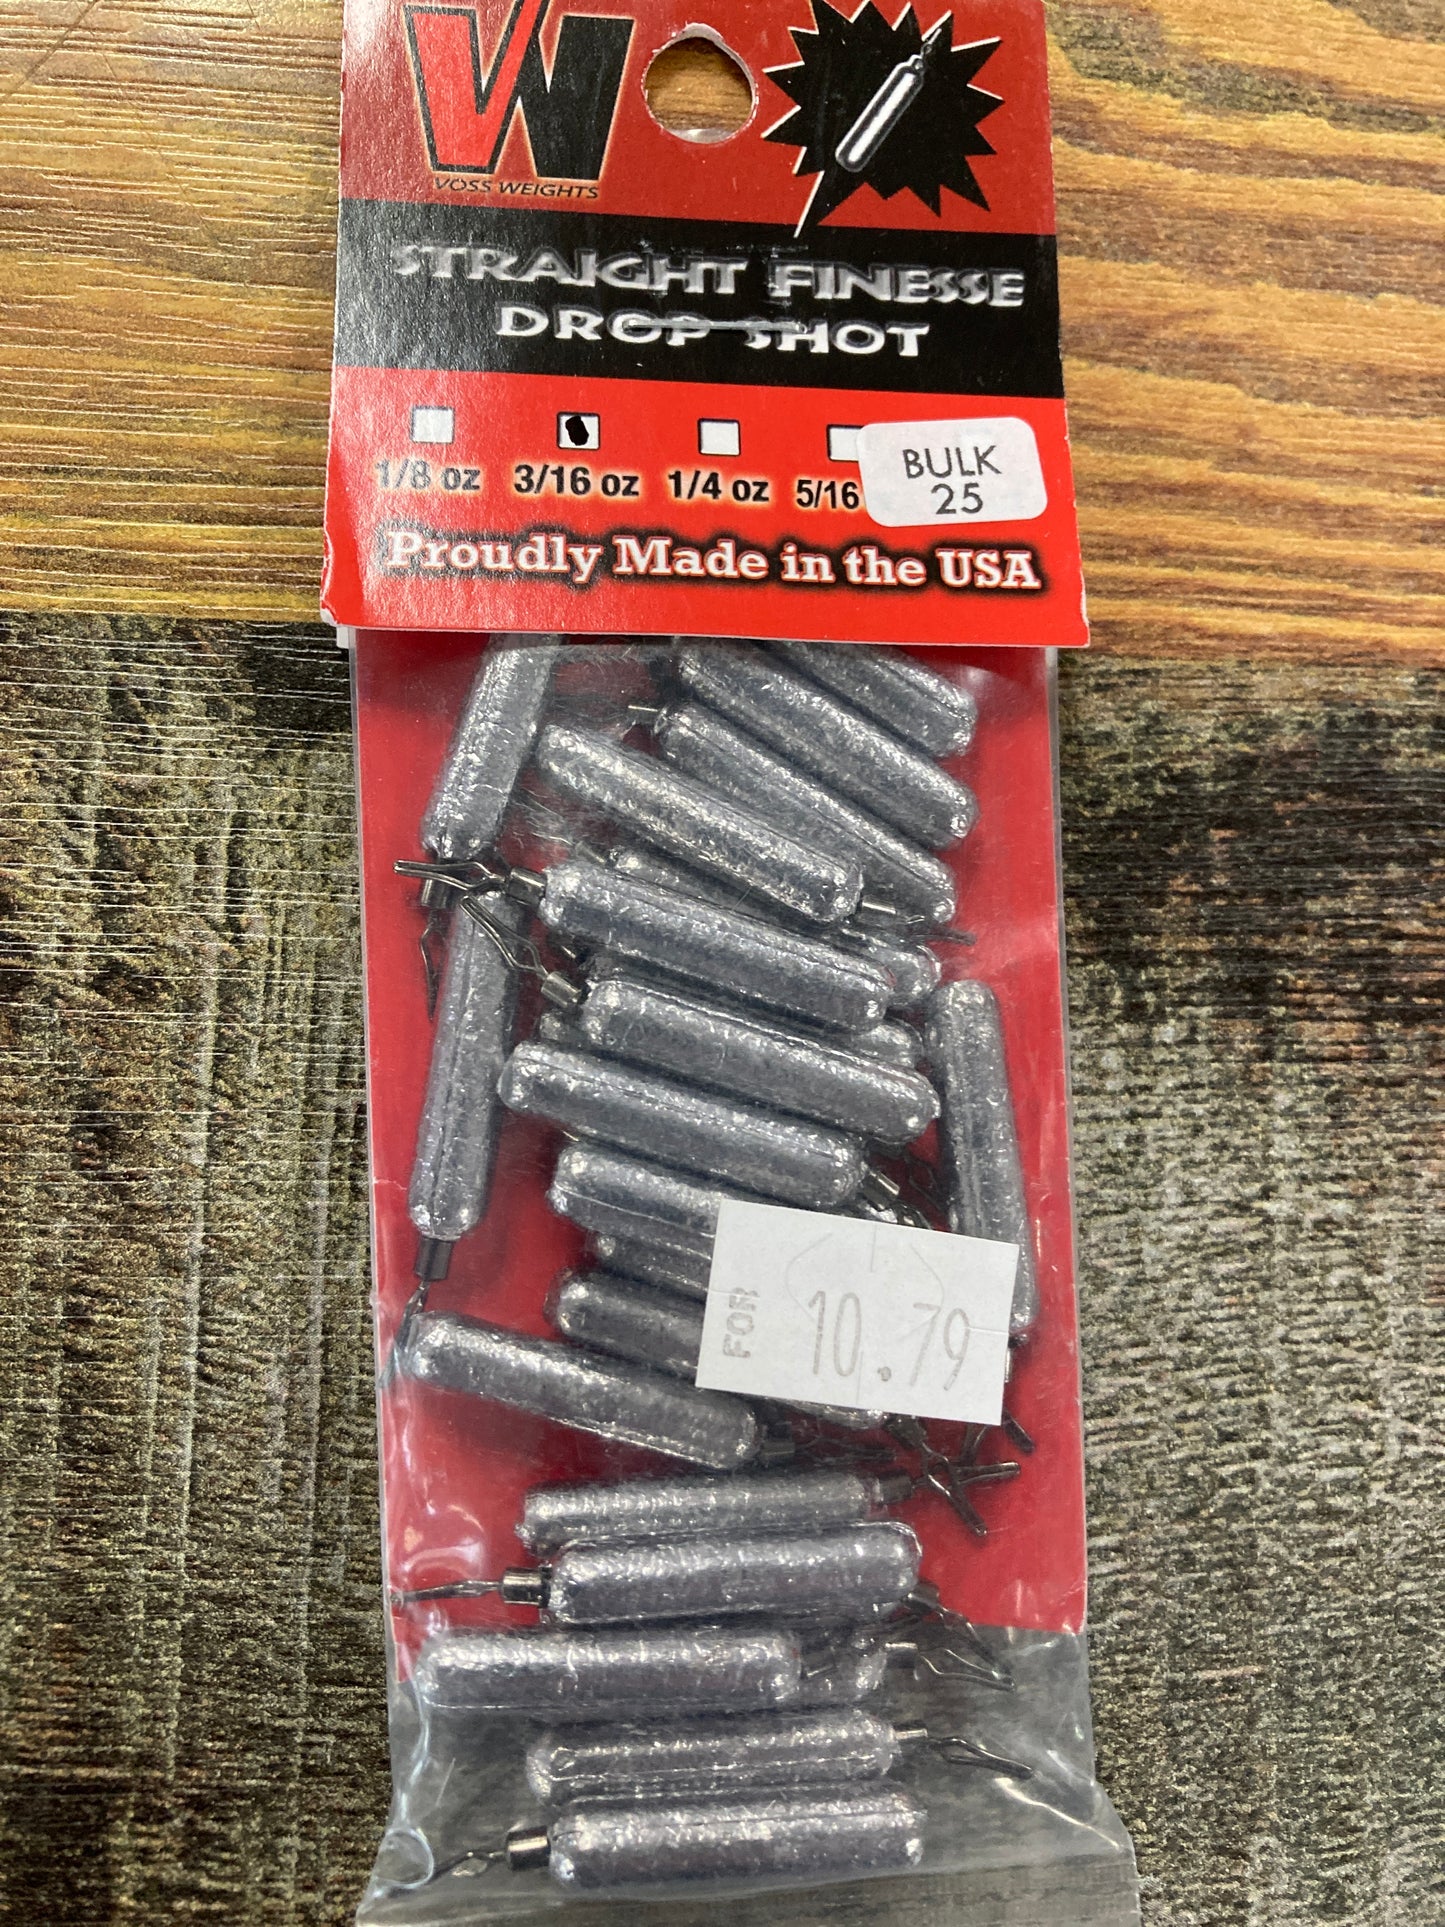 VOSS WEIGHTS
STRAIGHT FINESSE
DROP SHOT
1/8 oz 3/16 oz 1/4 oz 5/16
BULK
25
Proudly Made in the USA
FOR 10.79